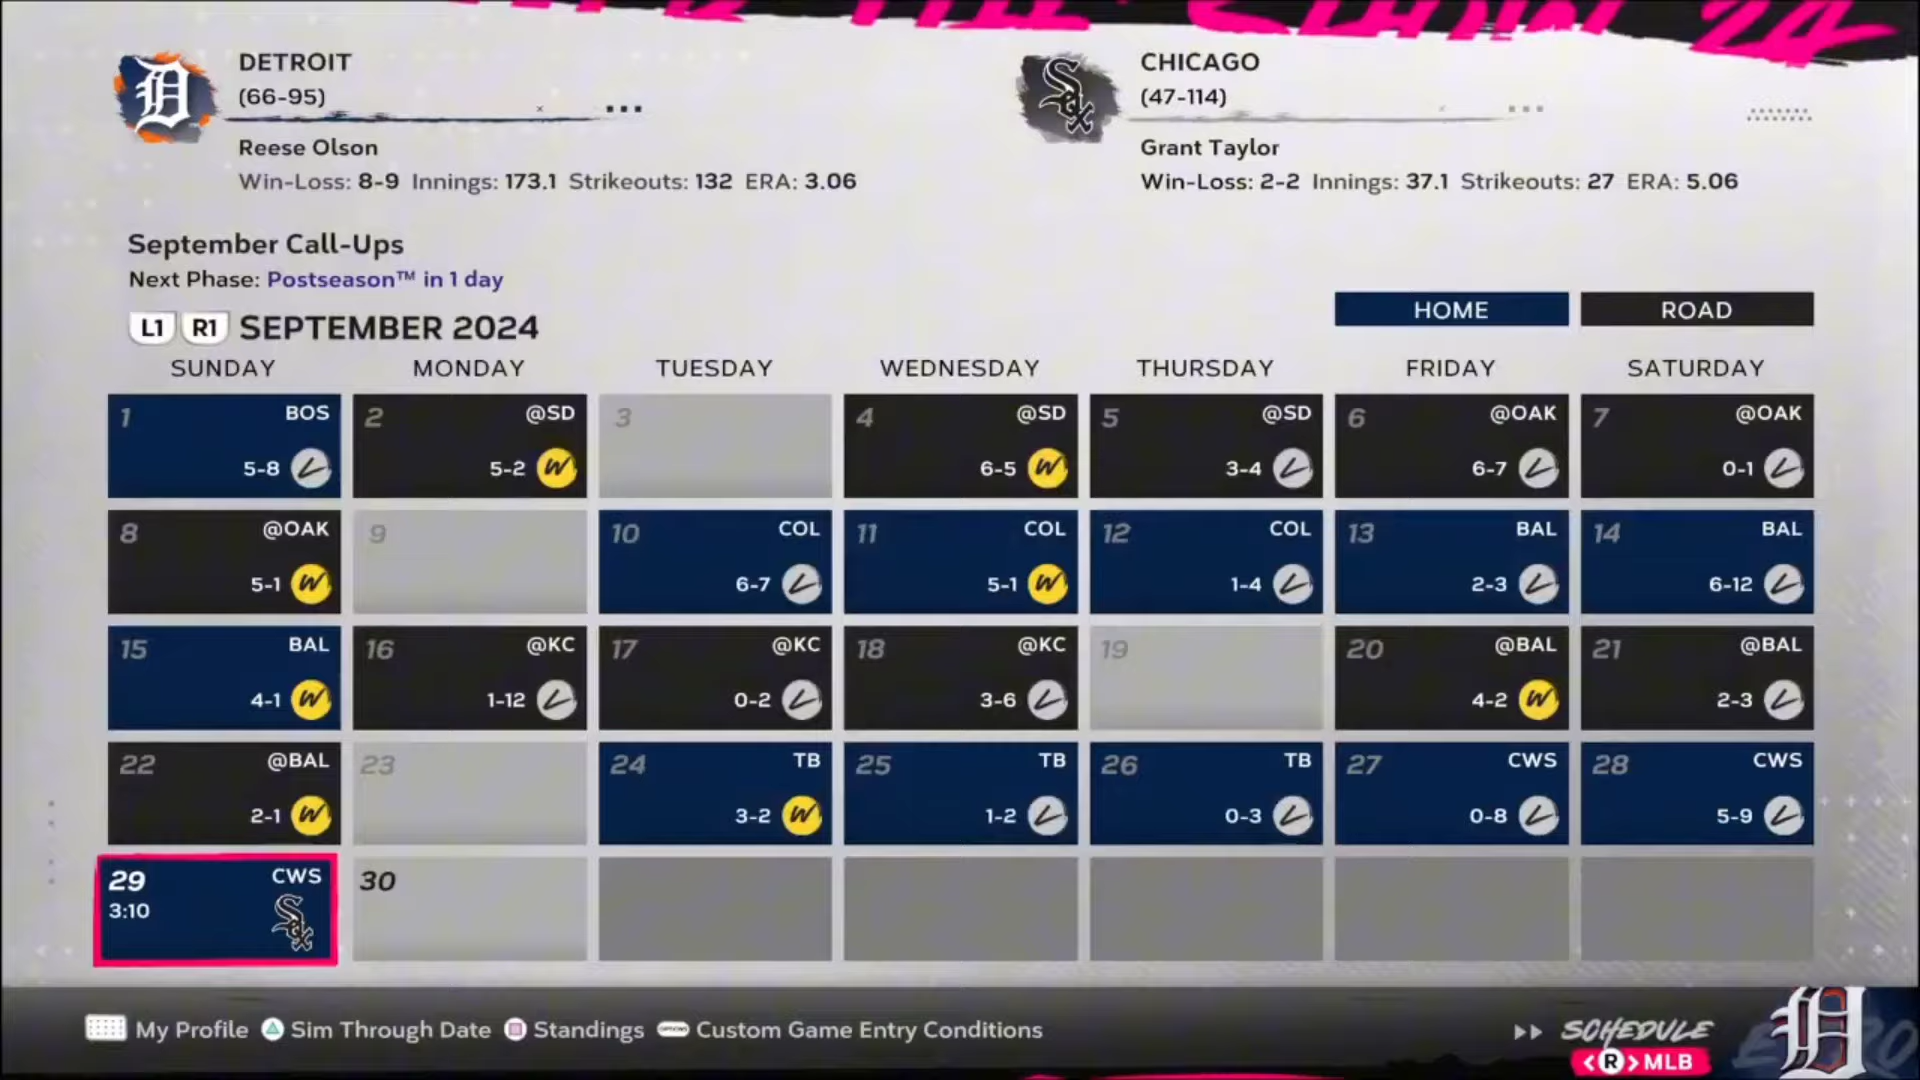 THE SHOW 24
DETROIT
(66-95)
Reese Olson
Win-Loss: 8-9 Innings: 173.1 Strikeouts: 132 ERA: 3.06
CHICAGO
(47-114)
Grant Taylor
Win-Loss: 2-2 Innings: 37.1 Strikeouts: 27 ERA: 5.06
September Call-Ups
Next Phase: Postseason™ in 1 day
L1 R1 SEPTEMBER 2024
HOME ROAD
SUNDAY MONDAY TUESDAY WEDNESDAY THURSDAY FRIDAY SATURDAY
1 BOS 2 @SD 3 4 @SD 5 @SD 6 @OAK 7 @OAK
5-8 L 5-2 W 6-5 W 3-4 L 6-7 L 0-1 L
8 @OAK 9 10 COL 11 COL 12 COL 13 BAL 14 BAL
5-1 W 6-7 L 5-1 W 1-4 L 2-3 L 6-12 L
15 BAL 16 @KC 17 @KC 18 @KC 19 20 @BAL 21 @BAL
4-1 W 1-12 L 0-2 L 3-6 L 4-2 W 2-3 L
22 @BAL 23 24 TB 25 TB 26 TB 27 CWS 28 CWS
2-1 W 3-2 W 1-2 L 0-3 L 0-8 L 5-9 L
29 CWS 30
3:10 Sox
My Profile Sim Through Date Standings OPTIONS Custom Game Entry Conditions
SCHEDULE
R MLB